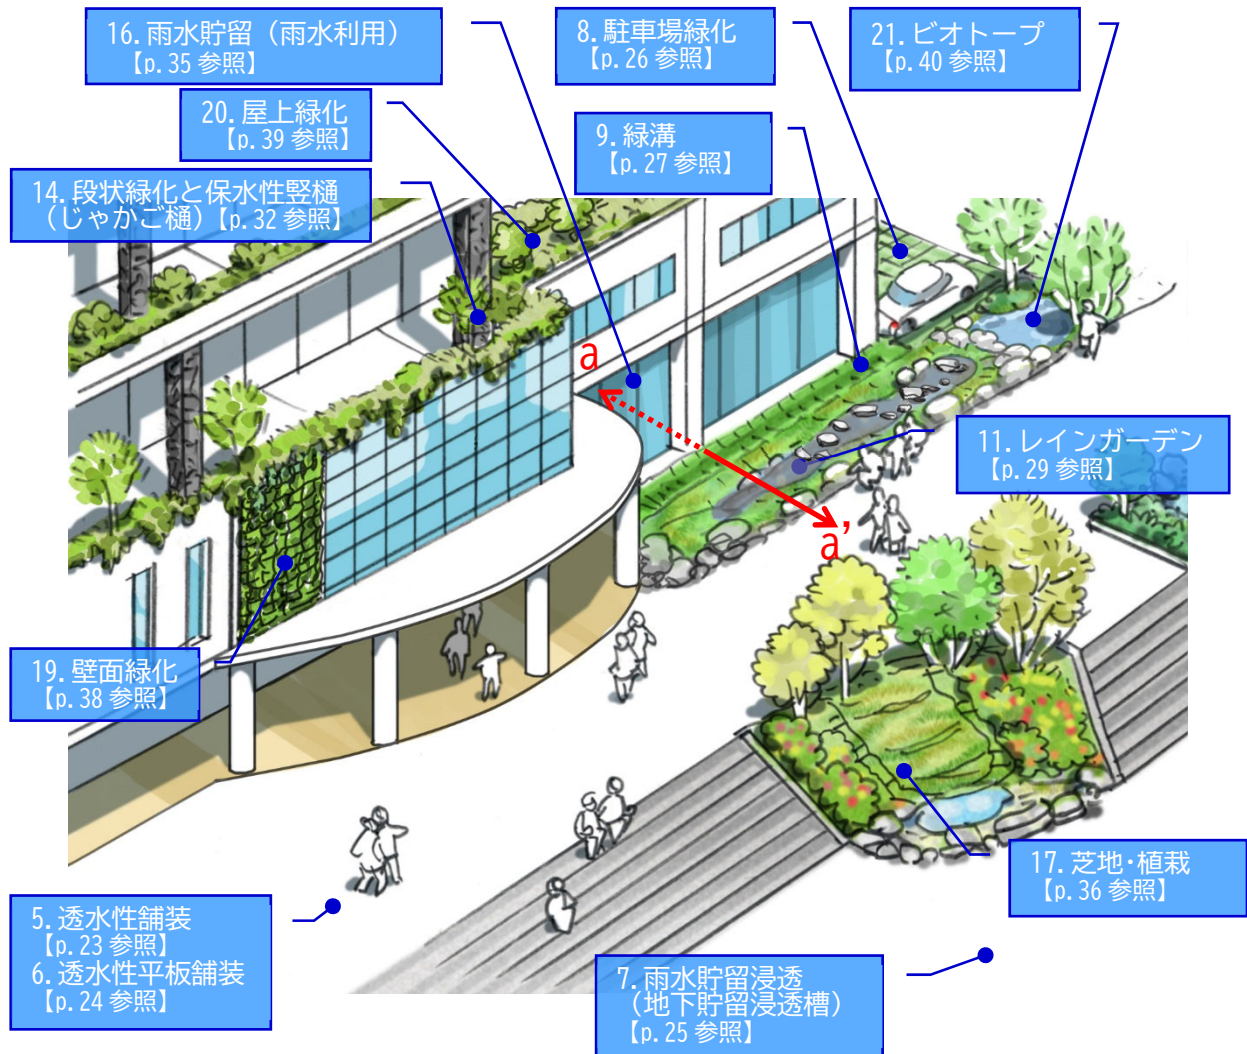 16.雨水貯留（雨水利用）
【p.35 参照】
8.駐車場緑化
【p.26 参照】
21.ビオトープ
【p.40 参照】
20.屋上緑化
【p.39 参照】
9.緑溝
【p.27 参照】
14.段状緑化と保水性竪樋
（じゃかご樋）【p.32 参照】
a
11.レインガーデン
【p.29 参照】
a’
19.壁面緑化
【p.38 参照】
17.芝地・植栽
【p.36 参照】
5.透水性舗装
【p.23 参照】
6.透水性平板舗装
【p.24 参照】
7.雨水貯留浸透
（地下貯留浸透槽）
【p.25 参照】